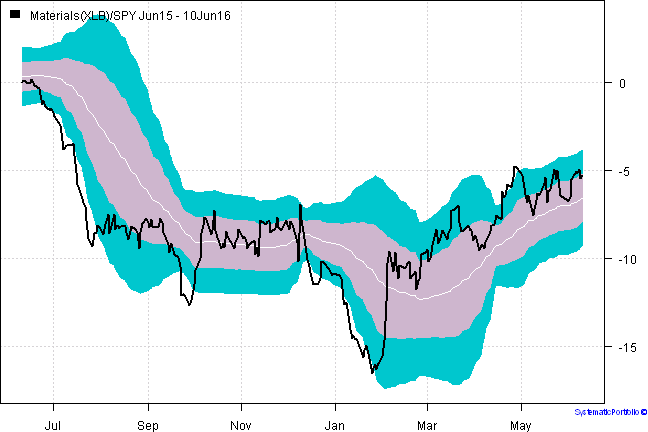 Materials(XLB)/SPY Jun15 - 10Jun16
0
-5
-10
-15
Jul Sep Nov Jan Mar May
SystematicPortfolio ©